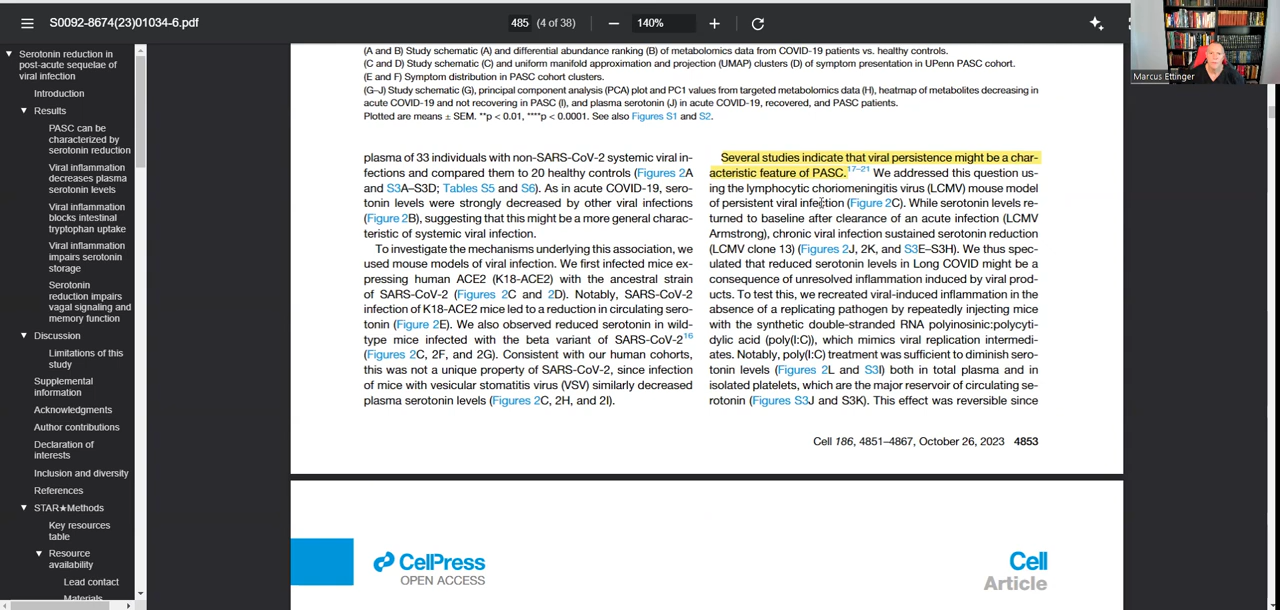 S0092-8674(23)01034-6.pdf
485 (4 of 38)
140%
Marcus Ettinger
Serotonin reduction in
post-acute sequelae of
viral infection
Introduction
Results
PASC can be
characterized by
serotonin reduction
Viral inflammation
decreases plasma
serotonin levels
Viral inflammation
blocks intestinal
tryptophan uptake
Viral inflammation
impairs serotonin
storage
Serotonin
reduction impairs
vagal signaling and
memory function
Discussion
Limitations of this
study
Supplemental
information
Acknowledgments
Author contributions
Declaration of
interests
Inclusion and diversity
References
STAR★Methods
Key resources
table
Resource
availability
Lead contact
Materials
(A and B) Study schematic (A) and differential abundance ranking (B) of metabolomics data from COVID-19 patients vs. healthy controls.
(C and D) Study schematic (C) and uniform manifold approximation and projection (UMAP) clusters (D) of symptom presentation in UPenn PASC cohort.
(E and F) Symptom distribution in PASC cohort clusters.
(G–J) Study schematic (G), principal component analysis (PCA) plot and PC1 values from targeted metabolomics data (H), heatmap of metabolites decreasing in
acute COVID-19 and not recovering in PASC (I), and plasma serotonin (J) in acute COVID-19, recovered, and PASC patients.
Plotted are means ± SEM. **p < 0.01, ****p < 0.0001. See also Figures S1 and S2.
plasma of 33 individuals with non-SARS-CoV-2 systemic viral in-
fections and compared them to 20 healthy controls (Figures 2A
and S3A–S3D; Tables S5 and S6). As in acute COVID-19, sero-
tonin levels were strongly decreased by other viral infections
(Figure 2B), suggesting that this might be a more general charac-
teristic of systemic viral infection.
To investigate the mechanisms underlying this association, we
used mouse models of viral infection. We first infected mice ex-
pressing human ACE2 (K18-ACE2) with the ancestral strain
of SARS-CoV-2 (Figures 2C and 2D). Notably, SARS-CoV-2
infection of K18-ACE2 mice led to a reduction in circulating sero-
tonin (Figure 2E). We also observed reduced serotonin in wild-
type mice infected with the beta variant of SARS-CoV-2¹⁶
(Figures 2C, 2F, and 2G). Consistent with our human cohorts,
this was not a unique property of SARS-CoV-2, since infection
of mice with vesicular stomatitis virus (VSV) similarly decreased
plasma serotonin levels (Figures 2C, 2H, and 2I).
Several studies indicate that viral persistence might be a char-
acteristic feature of PASC.¹⁷⁻²¹ We addressed this question us-
ing the lymphocytic choriomeningitis virus (LCMV) mouse model
of persistent viral infection (Figure 2C). While serotonin levels re-
turned to baseline after clearance of an acute infection (LCMV
Armstrong), chronic viral infection sustained serotonin reduction
(LCMV clone 13) (Figures 2J, 2K, and S3E–S3H). We thus spec-
ulated that reduced serotonin levels in Long COVID might be a
consequence of unresolved inflammation induced by viral prod-
ucts. To test this, we recreated viral-induced inflammation in the
absence of a replicating pathogen by repeatedly injecting mice
with the synthetic double-stranded RNA polyinosinic:polycyti-
dylic acid (poly(I:C)), which mimics viral replication intermedi-
ates. Notably, poly(I:C) treatment was sufficient to diminish sero-
tonin levels (Figures 2L and S3I) both in total plasma and in
isolated platelets, which are the major reservoir of circulating se-
rotonin (Figures S3J and S3K). This effect was reversible since
Cell 186, 4851–4867, October 26, 2023 4853
CellPress
OPEN ACCESS
Cell
Article